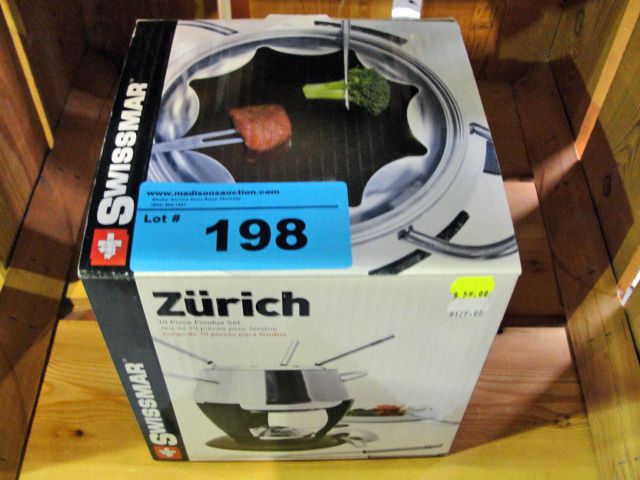 SWISSMAR
www.madisonsauction.com
Lot #
198
$ 59.00
$129.00
Zürich
10 Piece Fondue Set
Jeu de 10 pièces pour fondue
Juego de 10 piezas para fondue
SWISSMAR